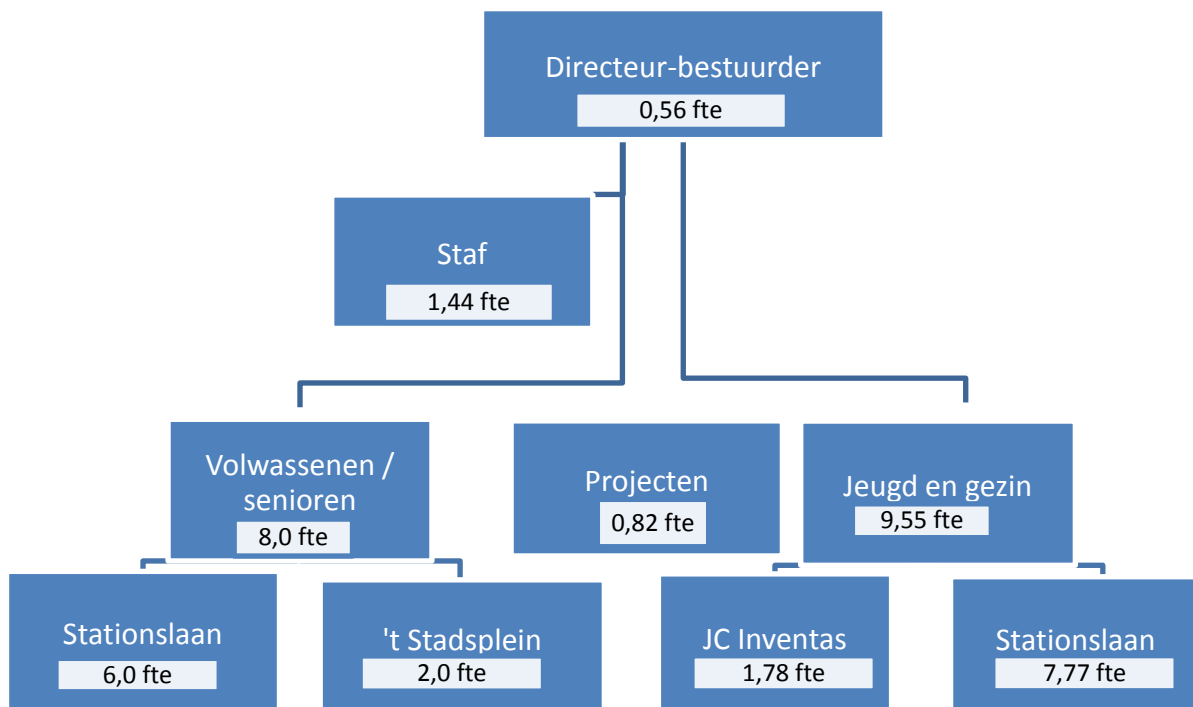 Directeur-bestuurder
0,56 fte
Staf
1,44 fte
Volwassenen /
senioren
8,0 fte
Projecten
0,82 fte
Jeugd en gezin
9,55 fte
Stationslaan
6,0 fte
't Stadsplein
2,0 fte
JC Inventas
1,78 fte
Stationslaan
7,77 fte